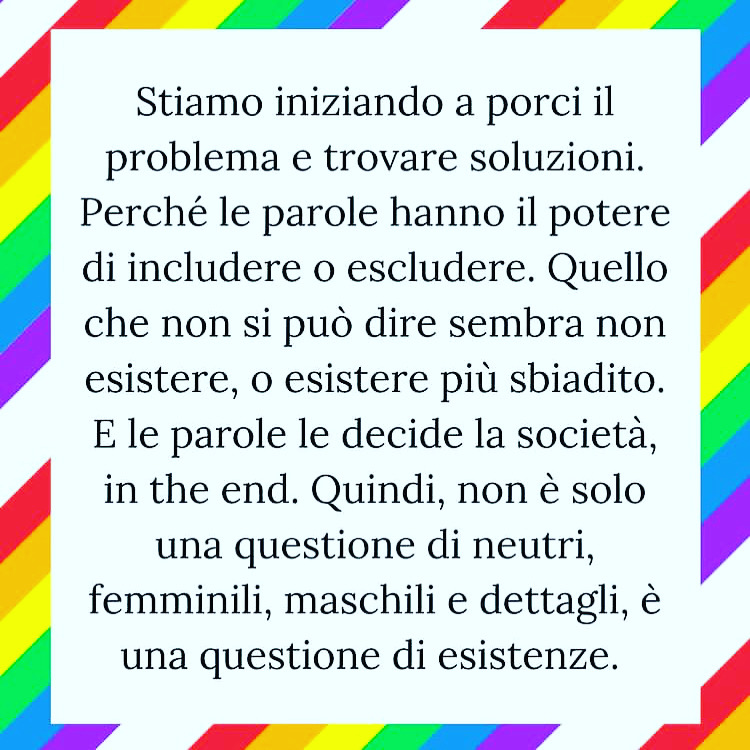 Stiamo iniziando a porci il
problema e trovare soluzioni.
Perché le parole hanno il potere
di includere o escludere. Quello
che non si può dire sembra non
esistere, o esistere più sbiadito.
E le parole le decide la società,
in the end. Quindi, non è solo
una questione di neutri,
femminili, maschili e dettagli, è
una questione di esistenze.